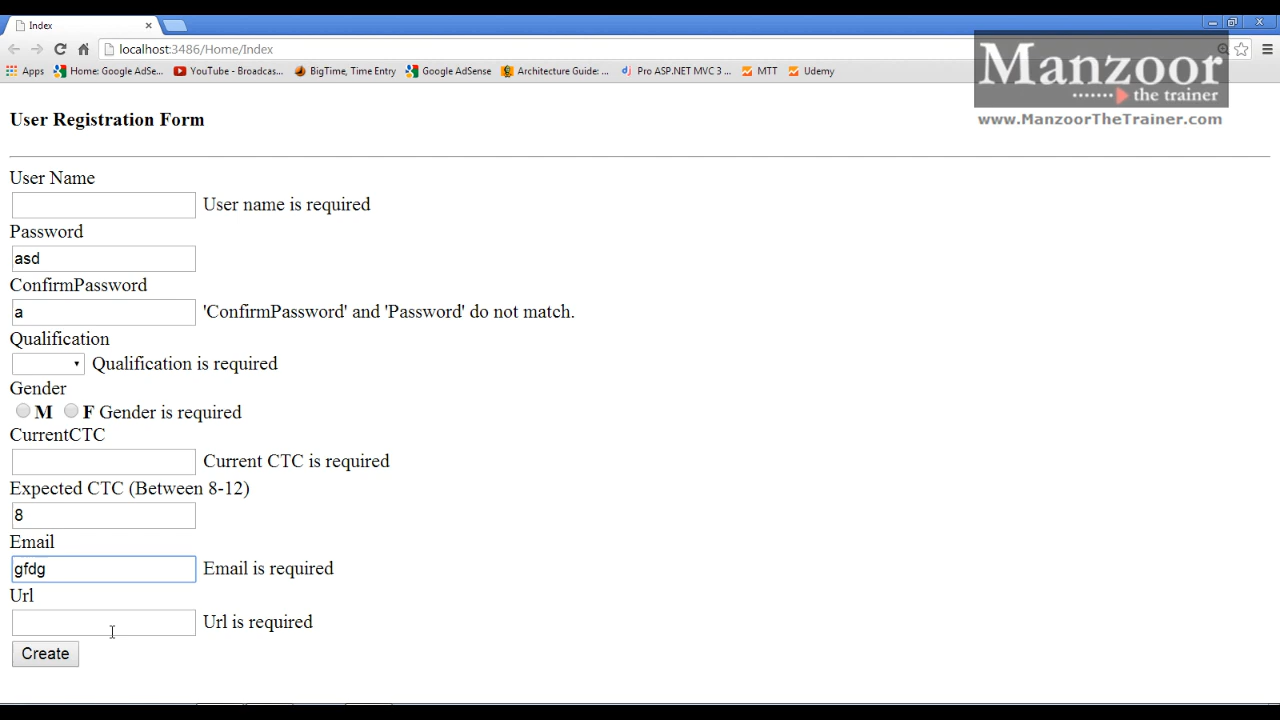 Index
localhost:3486/Home/Index
Apps Home: Google AdSe... YouTube - Broadcas... BigTime, Time Entry Google AdSense Architecture Guide: ... Pro ASP.NET MVC 3 ... MTT Udemy
Manzoor
the trainer
www.ManzoorTheTrainer.com
User Registration Form
User Name
User name is required
Password
asd
ConfirmPassword
a 'ConfirmPassword' and 'Password' do not match.
Qualification
Qualification is required
Gender
M F Gender is required
CurrentCTC
Current CTC is required
Expected CTC (Between 8-12)
8
Email
gfdg Email is required
Url
Url is required
Create